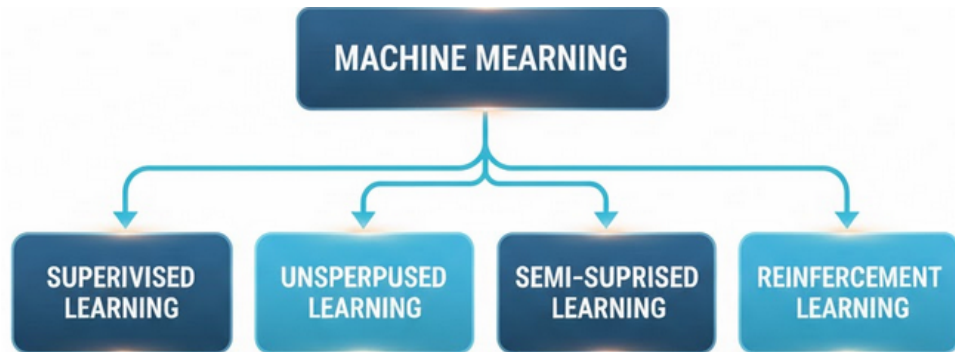 MACHINE MEARNING
SUPERIVISED
LEARNING
UNSPERPUSED
LEARNING
SEMI-SUPRISED
LEARNING
REINFERCEMENT
LEARNING